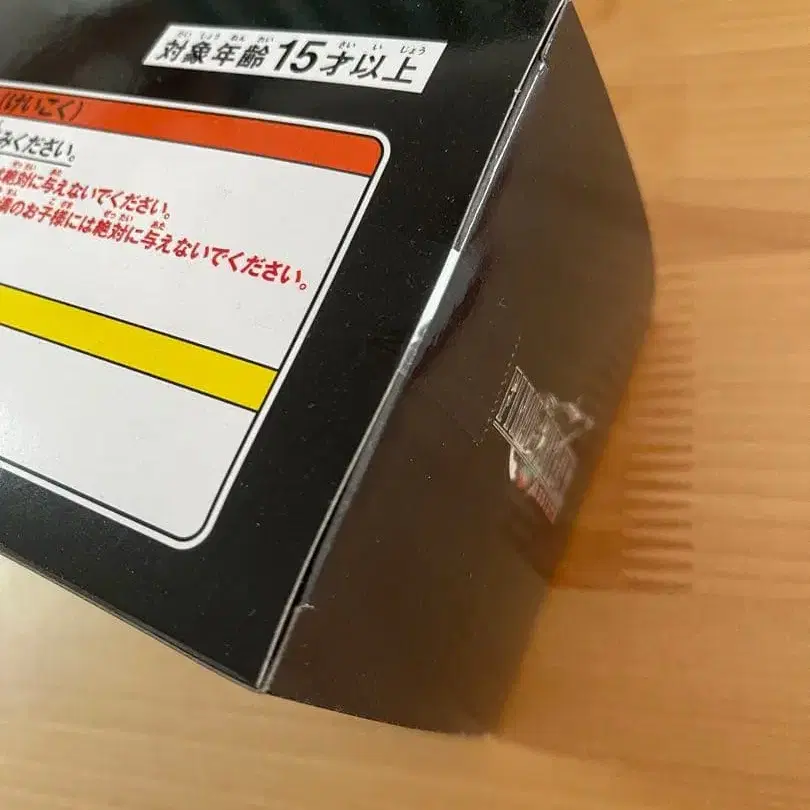 対象年齢15才以上
(けいこく)
みください。
絶対に与えないでください。
のお子様には絶対に与えないでください。